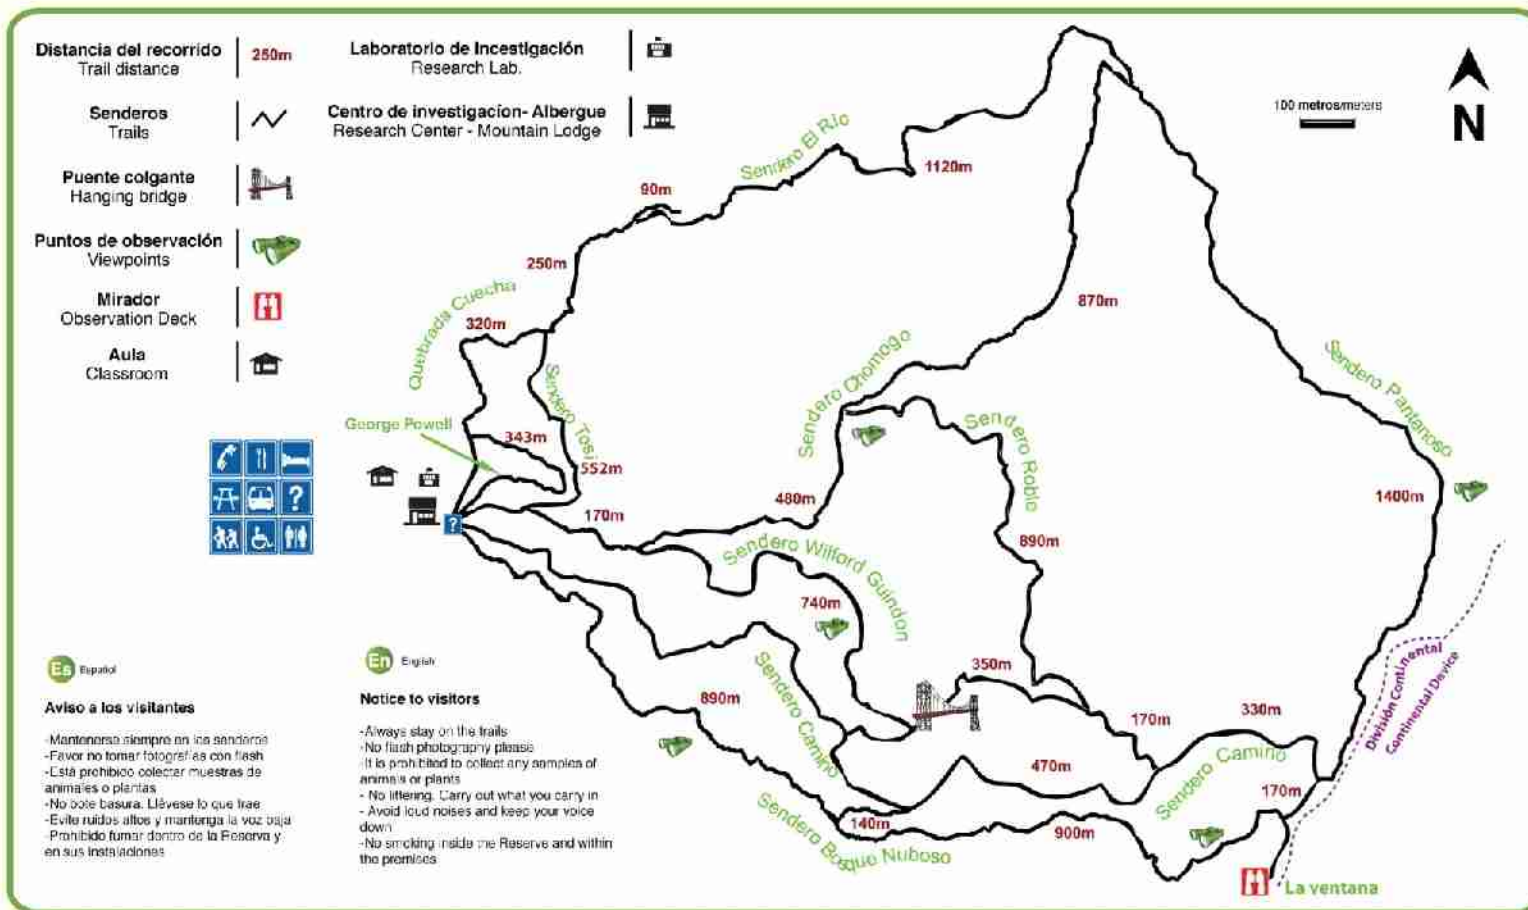 Distancia del recorrido
Trail distance
250m
Senderos
Trails
Puente colgante
Hanging bridge
Puntos de observación
Viewpoints
Mirador
Observation Deck
Aula
Classroom
Laboratorio de Incestigación
Research Lab.
Centro de investigacíon- Albergue
Research Center - Mountain Lodge
100 metros/meters
N
Sendero El Río
1120m
90m
250m
Quebrada Cuecha
320m
870m
Sendero Chomogo
Sendero Pantanoso
Sendero Tosi
George Powell
343m
552m
Sendero Roble
480m
1400m
170m
?
?
Sendero Wilford Guindon
890m
740m
División Continental
Continental Davice
350m
890m
Sendero Camino
170m
330m
470m
Sendero Camino
170m
140m
900m
Sendero Bosque Nuboso
La ventana
Es Español
Aviso a los visitantes
-Mantenerse siempre en los senderos
-Favor no tomar fotografías con flash
-Está prohibido colectar muestras de
animales o plantas
-No bote basura. Llévese lo que trae
-Evite ruidos altos y mantenga la voz baja
-Prohibido fumar dentro de la Reserva y
en sus instalaciones
En English
Notice to visitors
-Always stay on the trails
-No flash photography please
-It is prohibited to collect any samples of
animals or plants
- No littering. Carry out what you carry in
- Avoid loud noises and keep your voice
down
-No smoking inside the Reserve and within
the premises